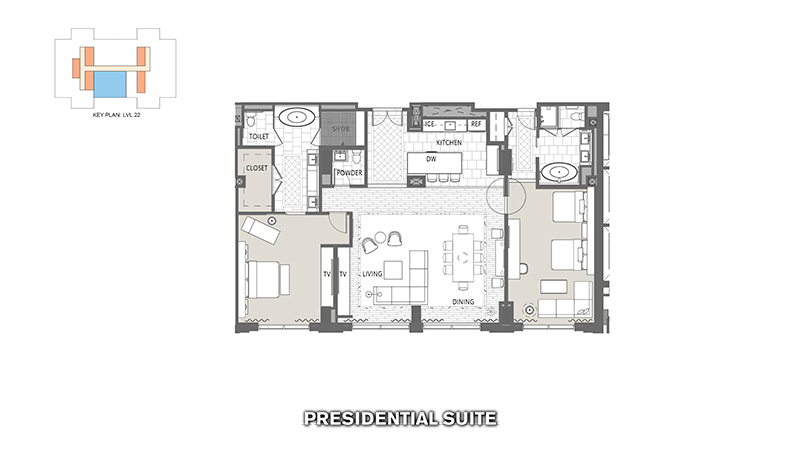 KEY PLAN: LVL 22
TOILET
SHWR
ICE
REF
KITCHEN
DW
CLOSET
POWDER
TV
TV
LIVING
DINING
PRESIDENTIAL SUITE